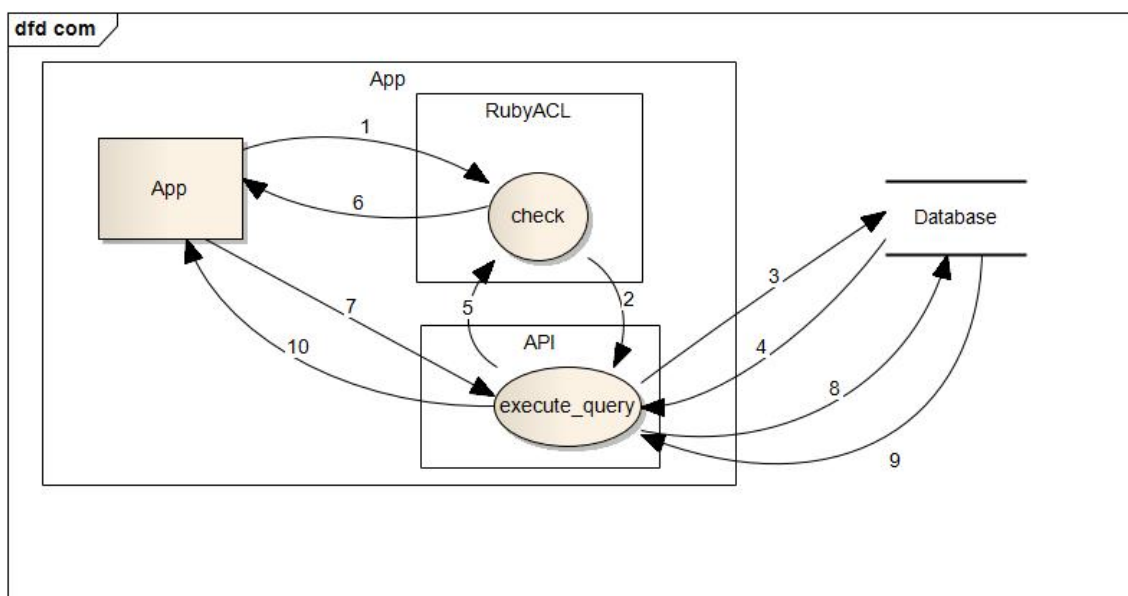 dfd com
App
RubyACL
1
App
6
check
Database
3
5
2
7
10
API
4
execute_query
8
9